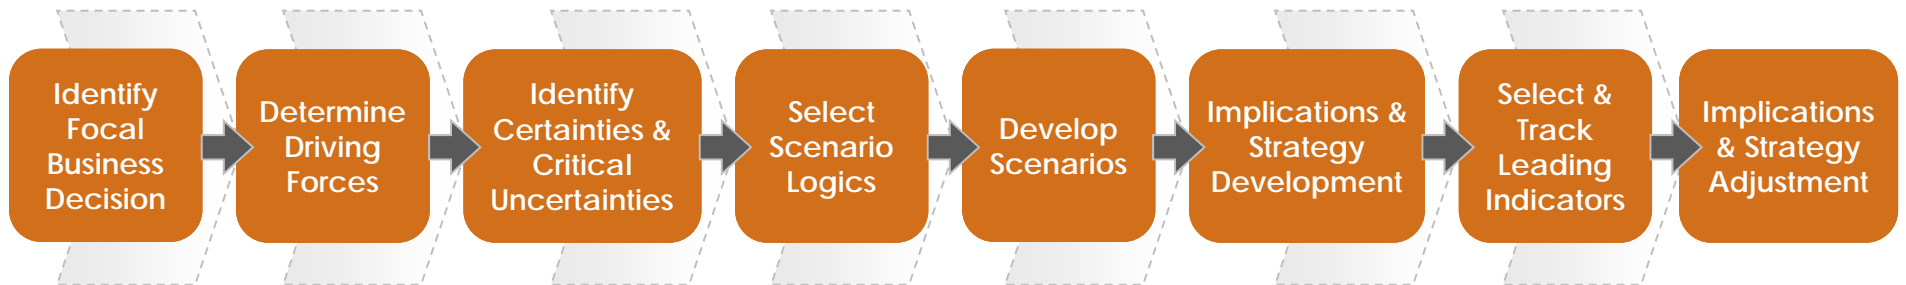 Identify
Focal
Business
Decision
Determine
Driving
Forces
Identify
Certainties &
Critical
Uncertainties
Select
Scenario
Logics
Develop
Scenarios
Implications &
Strategy
Development
Select &
Track
Leading
Indicators
Implications
& Strategy
Adjustment